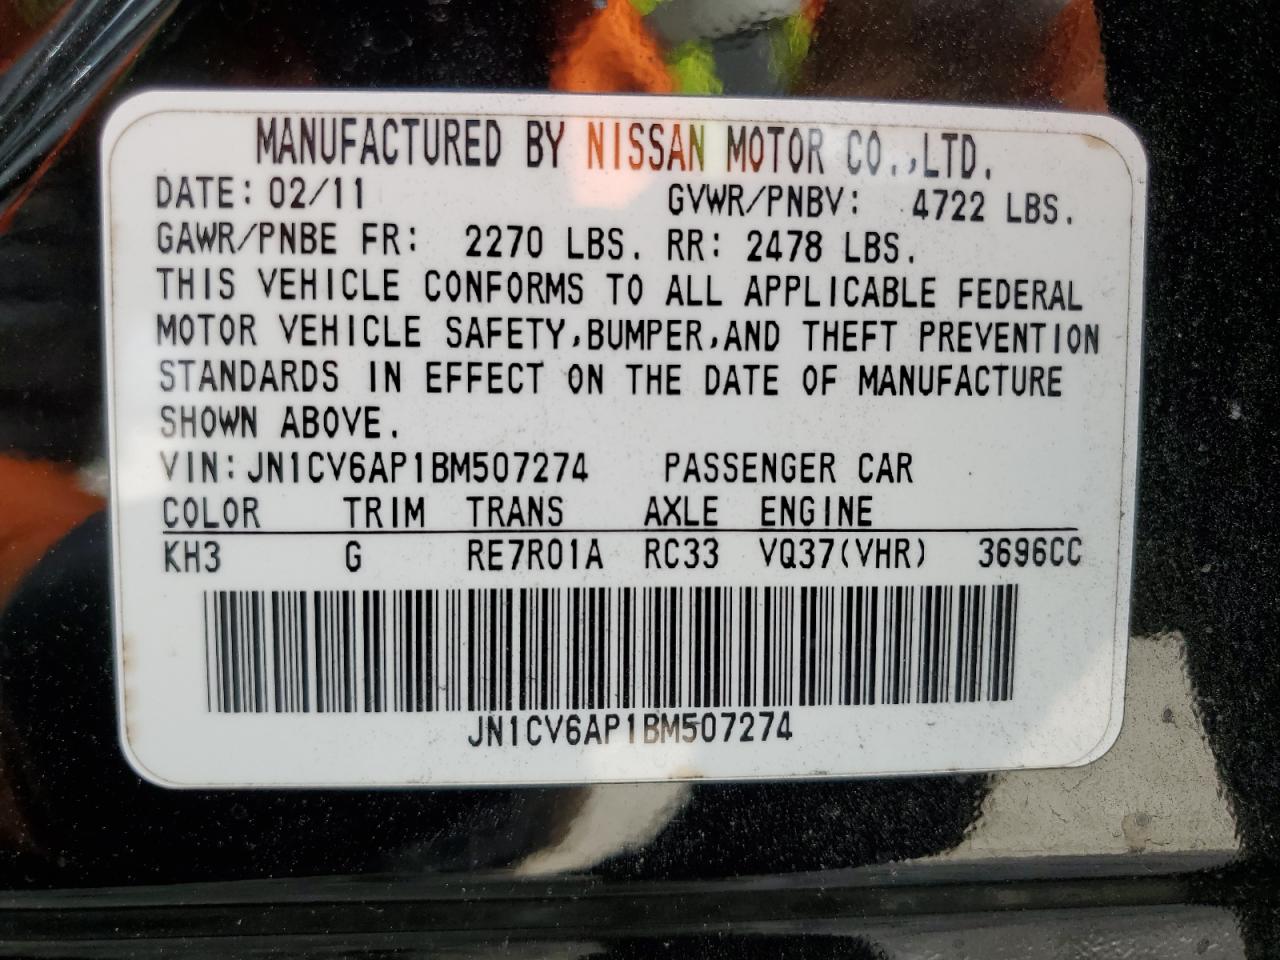 MANUFACTURED BY NISSAN MOTOR CO.,LTD.
DATE: 02/11 GVWR/PNBV: 4722 LBS.
GAWR/PNBE FR: 2270 LBS. RR: 2478 LBS.
THIS VEHICLE CONFORMS TO ALL APPLICABLE FEDERAL
MOTOR VEHICLE SAFETY,BUMPER,AND THEFT PREVENTION
STANDARDS IN EFFECT ON THE DATE OF MANUFACTURE
SHOWN ABOVE.
VIN: JN1CV6AP1BM507274 PASSENGER CAR
COLOR TRIM TRANS AXLE ENGINE
KH3 G RE7R01A RC33 VQ37(VHR) 3696CC
JN1CV6AP1BM507274